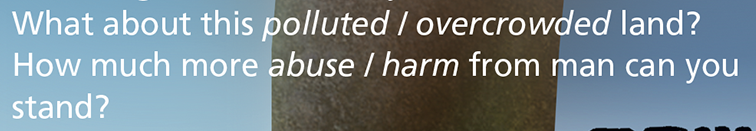 What about this polluted / overcrowded land?
How much more abuse / harm from man can you
stand?